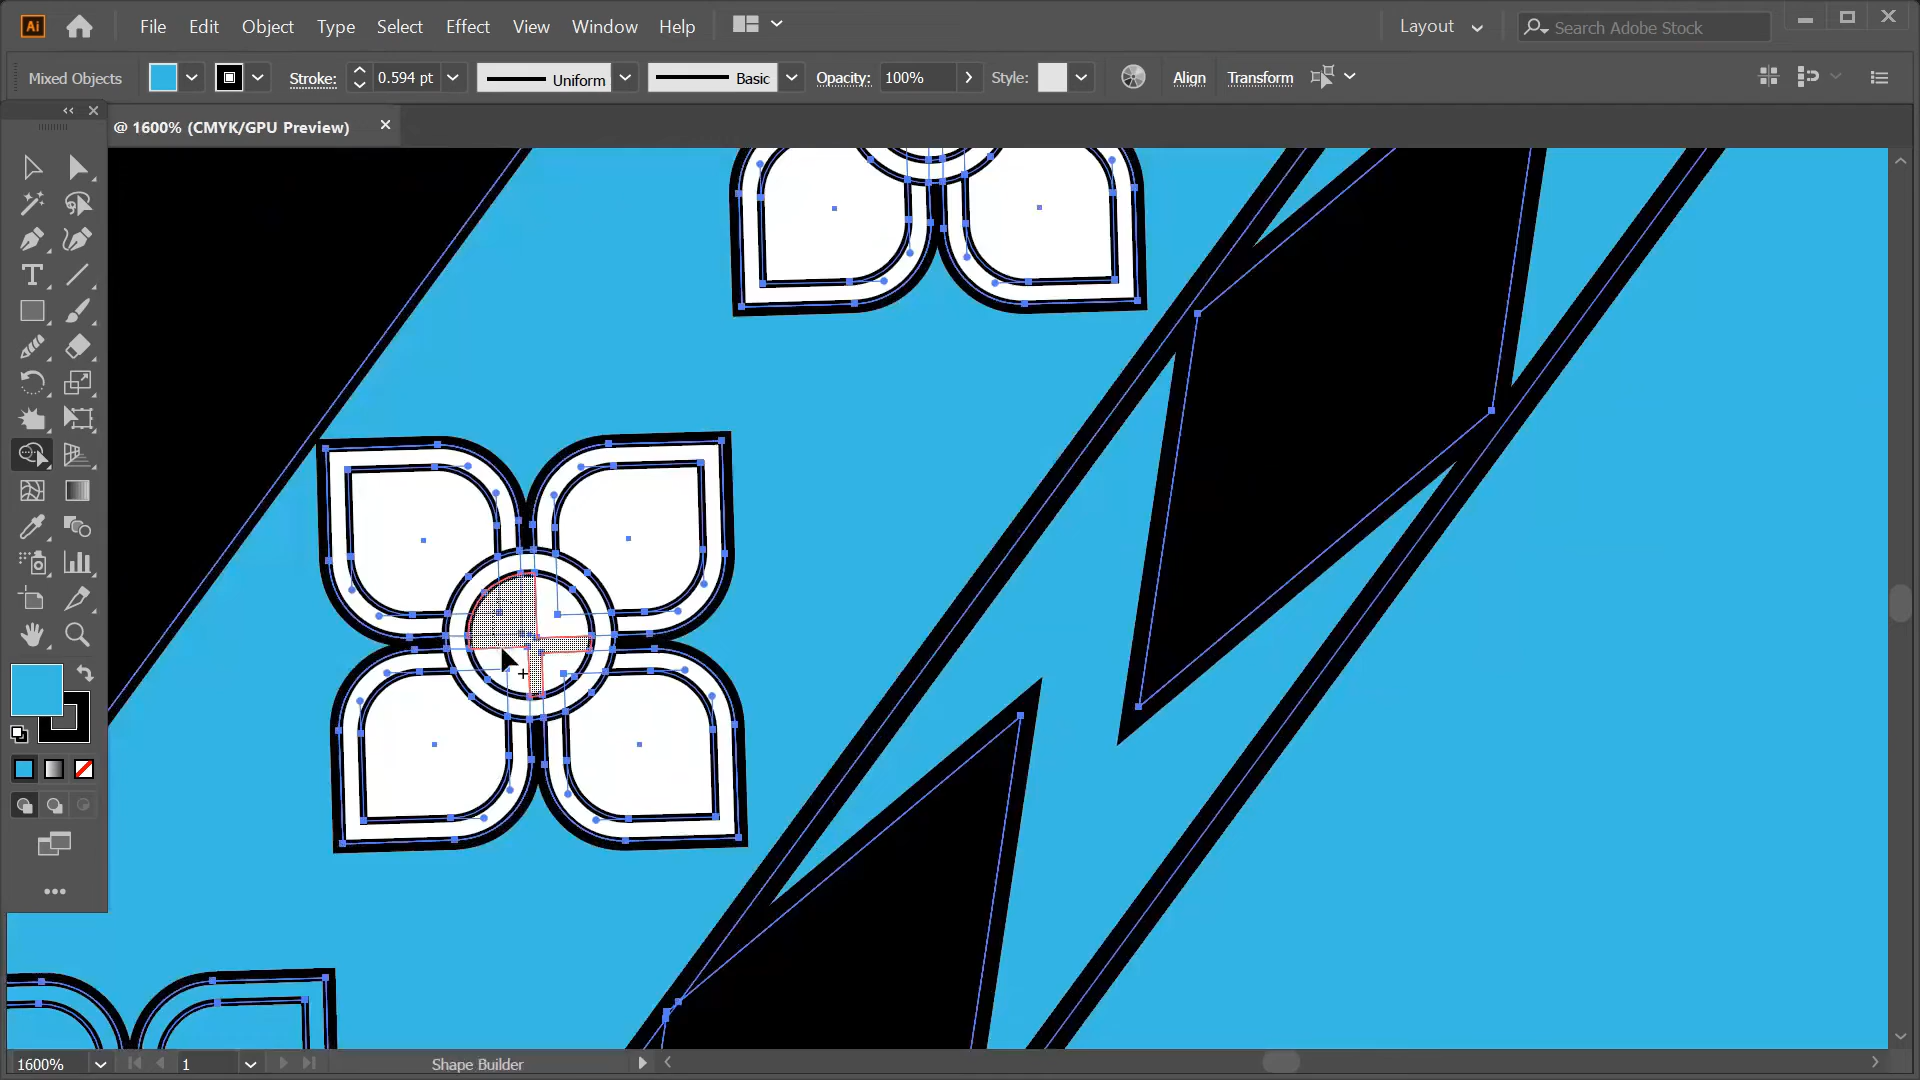 Ai File Edit Object Type Select Effect View Window Help Layout Search Adobe Stock
Mixed Objects Stroke: 0.594 pt Uniform Basic Opacity: 100% Style: Align Transform
@ 1600% (CMYK/GPU Preview)
1600% 1 Shape Builder